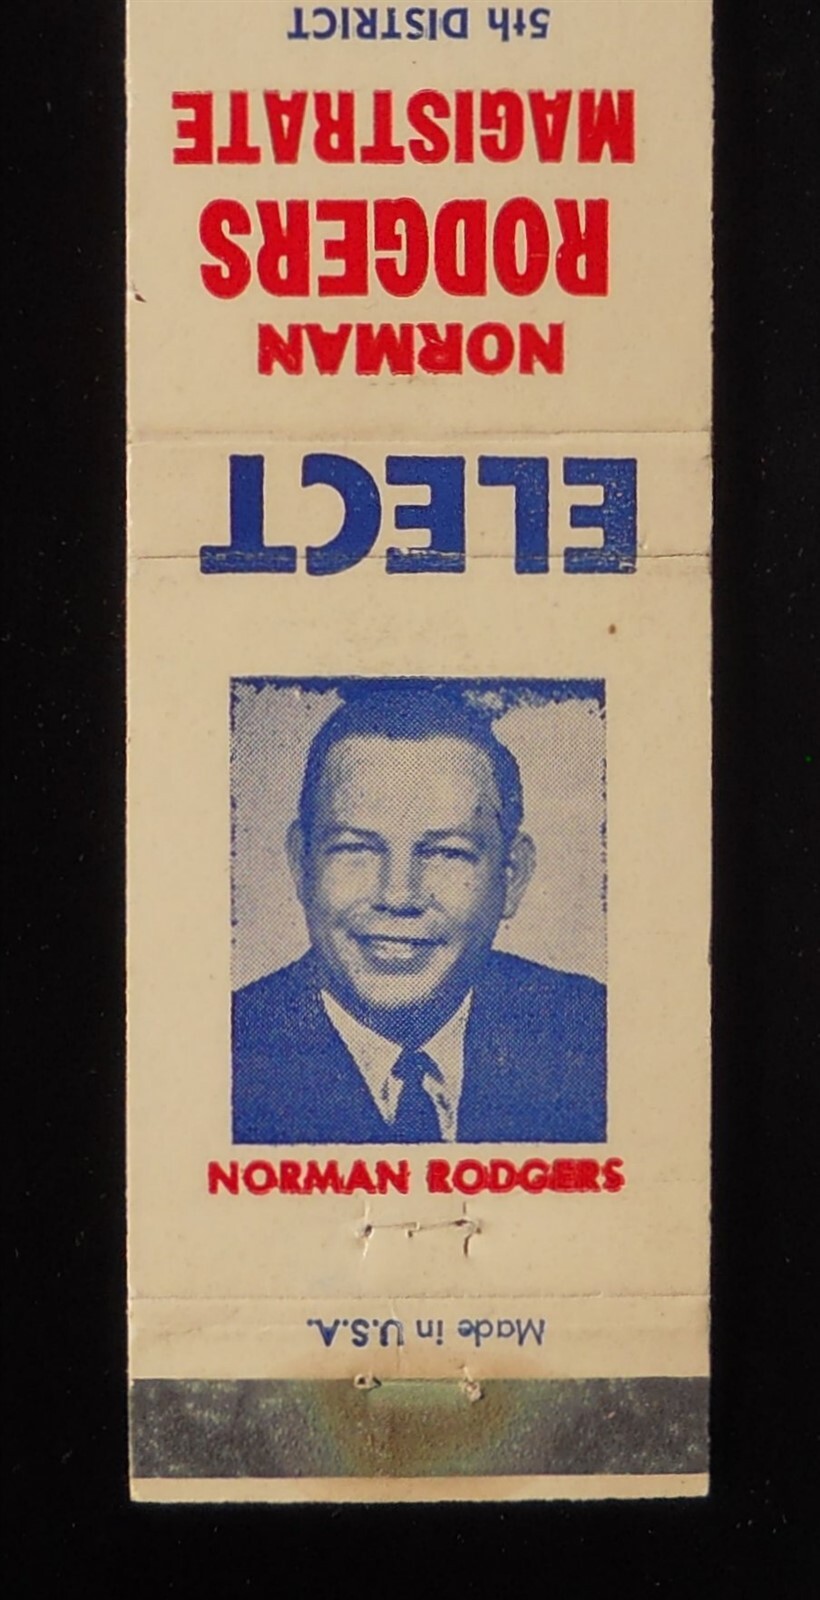 ELECT
NORMAN
RODGERS
MAGISTRATE
5th DISTRICT
NORMAN RODGERS
Made in U.S.A.